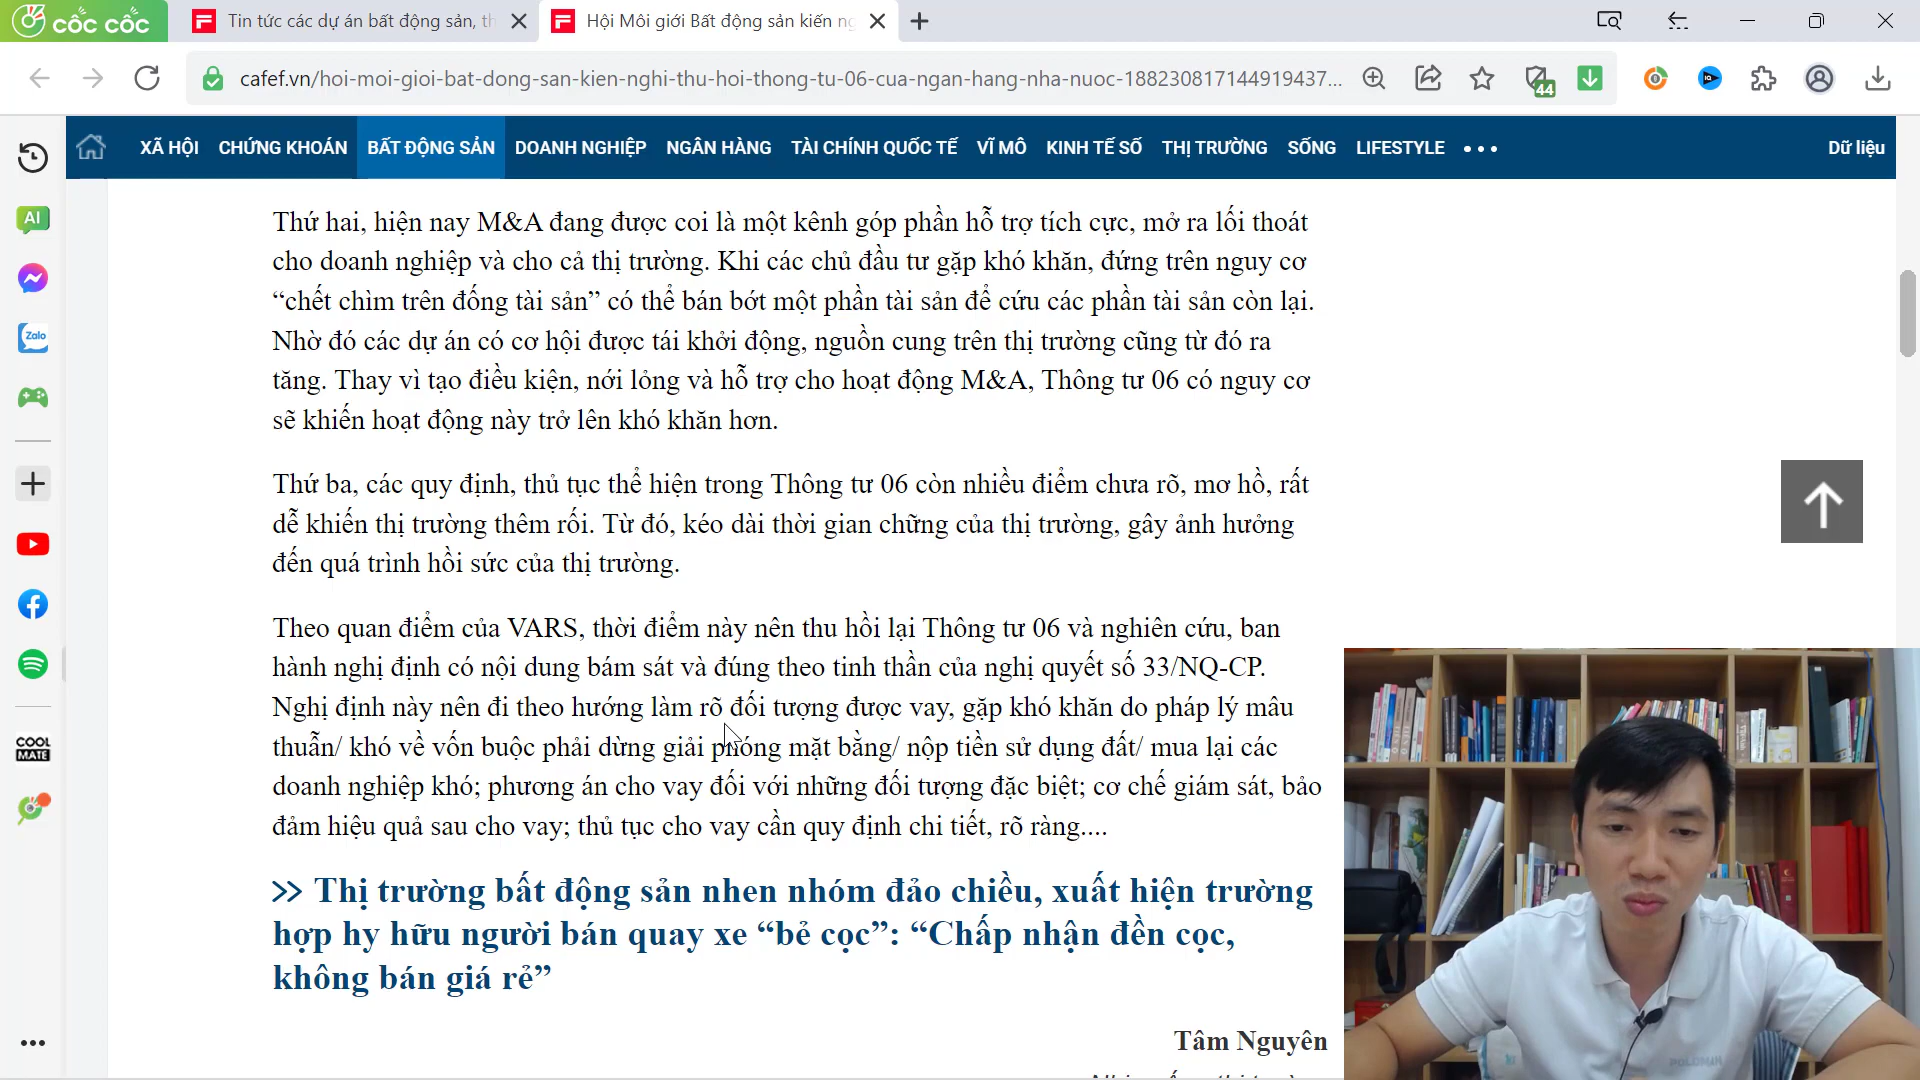 cốc cốc
Tin tức các dự án bất động sản, th
Hội Môi giới Bất động sản kiến ng
cafef.vn/hoi-moi-gioi-bat-dong-san-kien-nghi-thu-hoi-thong-tu-06-cua-ngan-hang-nha-nuoc-188230817144919437...
44
XÃ HỘI CHỨNG KHOÁN BẤT ĐỘNG SẢN DOANH NGHIỆP NGÂN HÀNG TÀI CHÍNH QUỐC TẾ VĨ MÔ KINH TẾ SỐ THỊ TRƯỜNG SỐNG LIFESTYLE ••• Dữ liệu
AI
Zalo
COOL
MATE
Thứ hai, hiện nay M&A đang được coi là một kênh góp phần hỗ trợ tích cực, mở ra lối thoát
cho doanh nghiệp và cho cả thị trường. Khi các chủ đầu tư gặp khó khăn, đứng trên nguy cơ
“chết chìm trên đống tài sản” có thể bán bớt một phần tài sản để cứu các phần tài sản còn lại.
Nhờ đó các dự án có cơ hội được tái khởi động, nguồn cung trên thị trường cũng từ đó ra
tăng. Thay vì tạo điều kiện, nới lỏng và hỗ trợ cho hoạt động M&A, Thông tư 06 có nguy cơ
sẽ khiến hoạt động này trở lên khó khăn hơn.
Thứ ba, các quy định, thủ tục thể hiện trong Thông tư 06 còn nhiều điểm chưa rõ, mơ hồ, rất
dễ khiến thị trường thêm rối. Từ đó, kéo dài thời gian chững của thị trường, gây ảnh hưởng
đến quá trình hồi sức của thị trường.
Theo quan điểm của VARS, thời điểm này nên thu hồi lại Thông tư 06 và nghiên cứu, ban
hành nghị định có nội dung bám sát và đúng theo tinh thần của nghị quyết số 33/NQ-CP.
Nghị định này nên đi theo hướng làm rõ đối tượng được vay, gặp khó khăn do pháp lý mâu
thuẫn/ khó về vốn buộc phải dừng giải phóng mặt bằng/ nộp tiền sử dụng đất/ mua lại các
doanh nghiệp khó; phương án cho vay đối với những đối tượng đặc biệt; cơ chế giám sát, bảo
đảm hiệu quả sau cho vay; thủ tục cho vay cần quy định chi tiết, rõ ràng....
>> Thị trường bất động sản nhen nhóm đảo chiều, xuất hiện trường
hợp hy hữu người bán quay xe “bẻ cọc”: “Chấp nhận đền cọc,
không bán giá rẻ”
Tâm Nguyên
POLOMAN